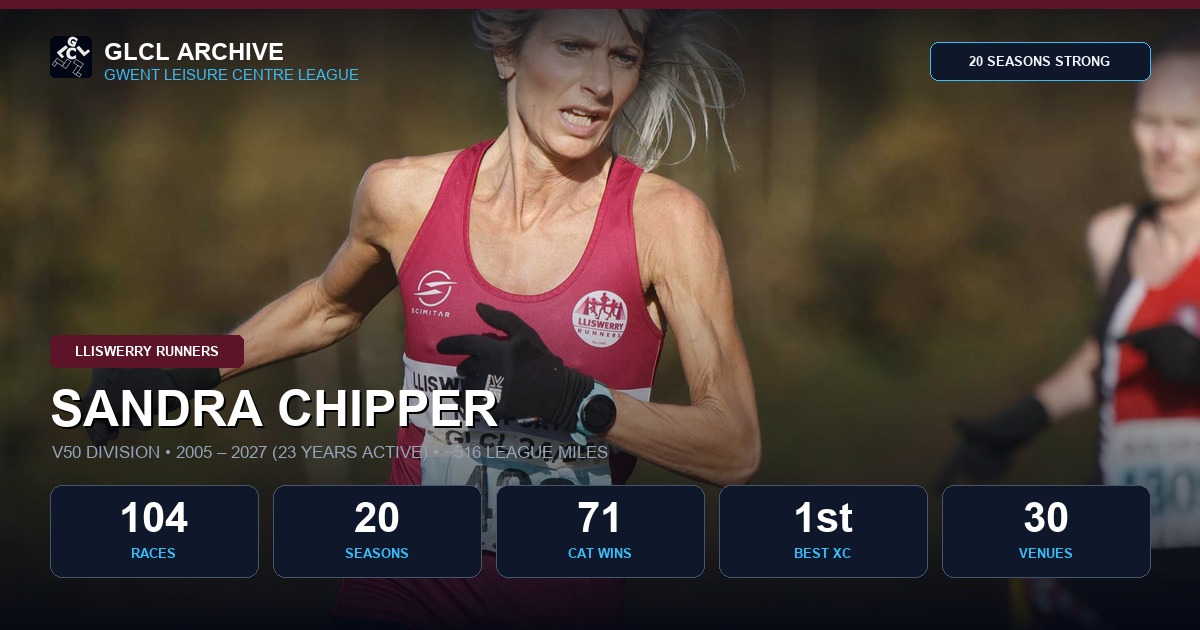 GLCL ARCHIVE
GWENT LEISURE CENTRE LEAGUE
20 SEASONS STRONG
SCIMITAR
LLISWERRY
RUNNERS
LLISWERRY RUNNERS
SANDRA CHIPPER
V50 DIVISION • 2005 – 2027 (23 YEARS ACTIVE) • ~516 LEAGUE MILES
104
RACES
20
SEASONS
71
CAT WINS
1st
BEST XC
30
VENUES